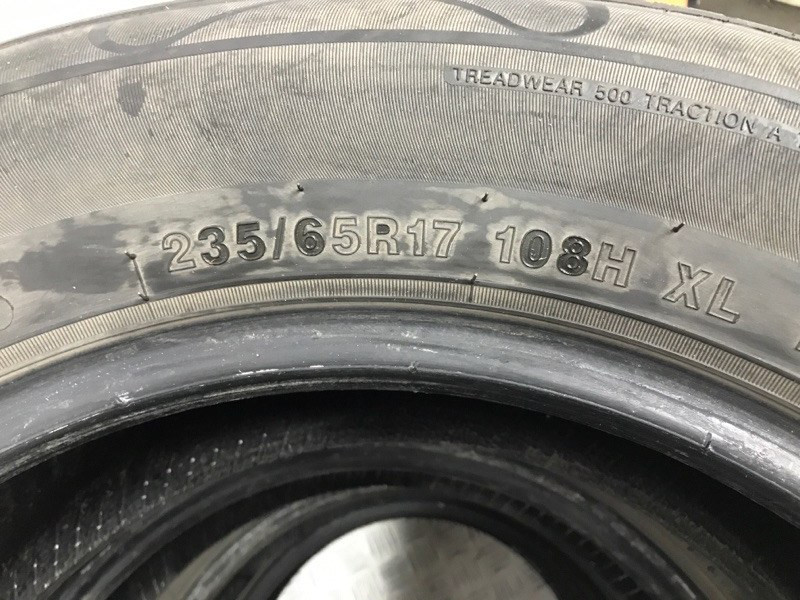 TREADWEAR 500 TRACTION A
235/65R17 108H XL